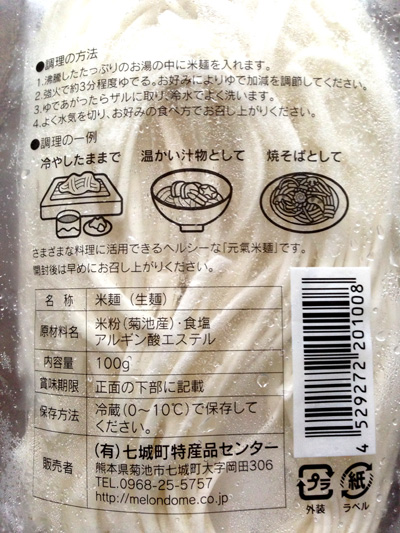 ●調理の方法
1.沸騰したたっぷりのお湯の中に米麺を入れます。
2.強火で約3分程度ゆでる。お好みによりゆで加減を調節してください。
3.ゆであがったらザルに取り、冷水でよく洗います。
4.よく水気を切り、お好みの食べ方でお召し上がりください。
●調理の一例
冷やしたままで 温かい汁物として 焼そばとして
さまざまな料理に活用できるヘルシーな「元氣米麺」です。
開封後は早めにお召し上がりください。
名 称 米麺（生麺）
原材料名 米粉（菊池産）・食塩
アルギン酸エステル
内容量 100g
賞味期限 正面の下部に記載
保存方法 冷蔵（0〜10℃）で保存して
ください。
販売者 （有）七城町特産品センター
熊本県菊池市七城町大字岡田306
TEL.0968-25-5757
http://melondome.co.jp
4 529272 201008
プラ 紙
外装 ラベル